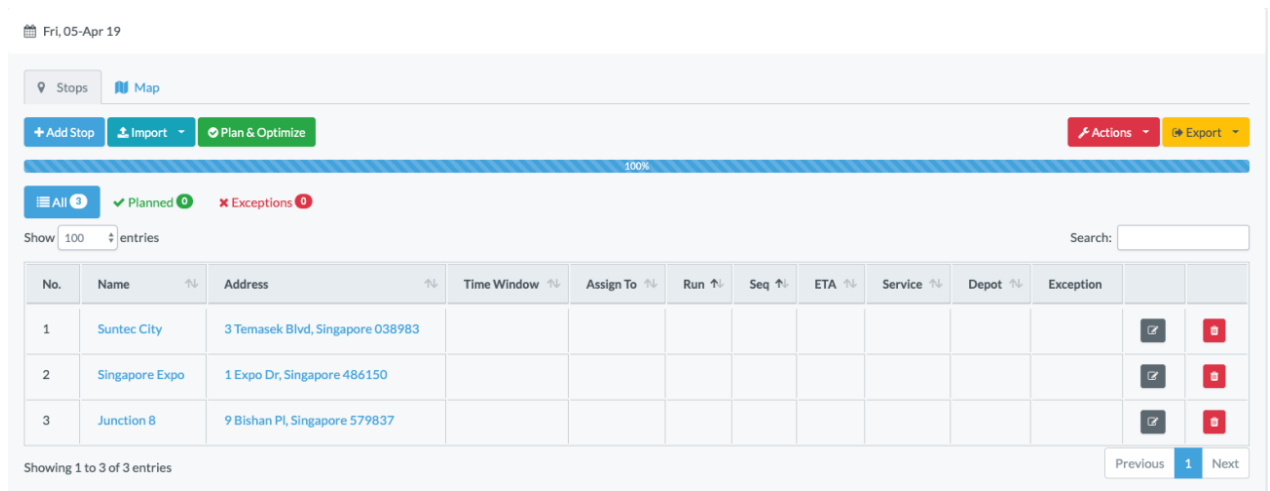 Fri, 05-Apr 19
Stops Map
Add Stop Import Plan & Optimize Actions Export
100%
All 3 Planned 0 Exceptions 0
Show 100 entries Search:
No. Name Address Time Window Assign To Run Seq ETA Service Depot Exception
1 Suntec City 3 Temasek Blvd, Singapore 038983
2 Singapore Expo 1 Expo Dr, Singapore 486150
3 Junction 8 9 Bishan Pl, Singapore 579837
Showing 1 to 3 of 3 entries Previous 1 Next